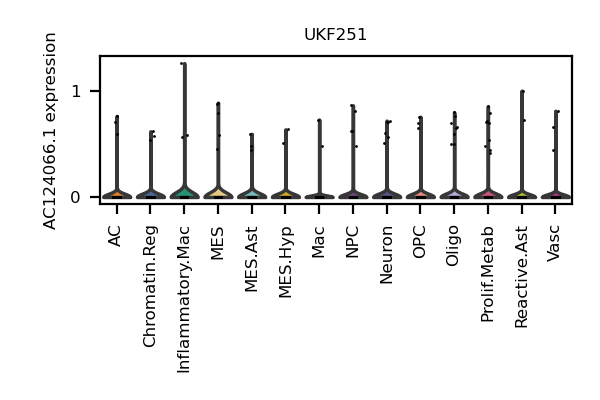 UKF251
AC124066.1 expression
1
0
AC
Chromatin.Reg
Inflammatory.Mac
MES
MES.Ast
MES.Hyp
Mac
NPC
Neuron
OPC
Oligo
Prolif.Metab
Reactive.Ast
Vasc